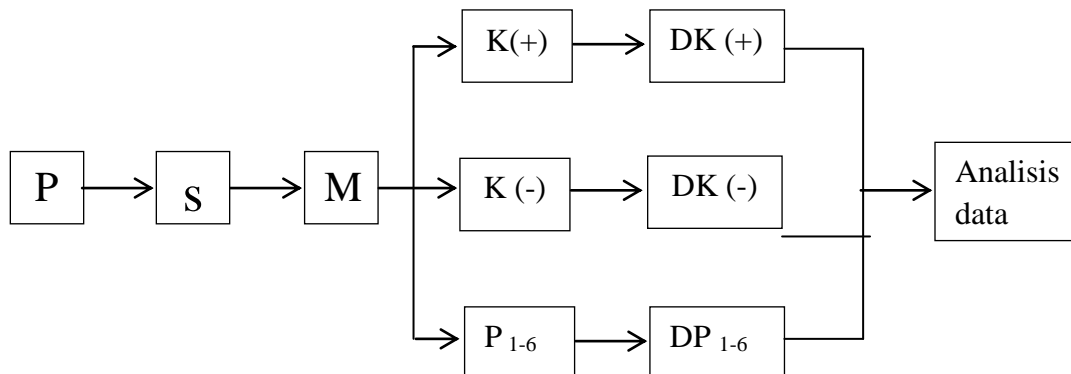 K(+)
DK (+)
P
S
M
K (-)
DK (-)
Analisis
data
P 1-6
DP 1-6